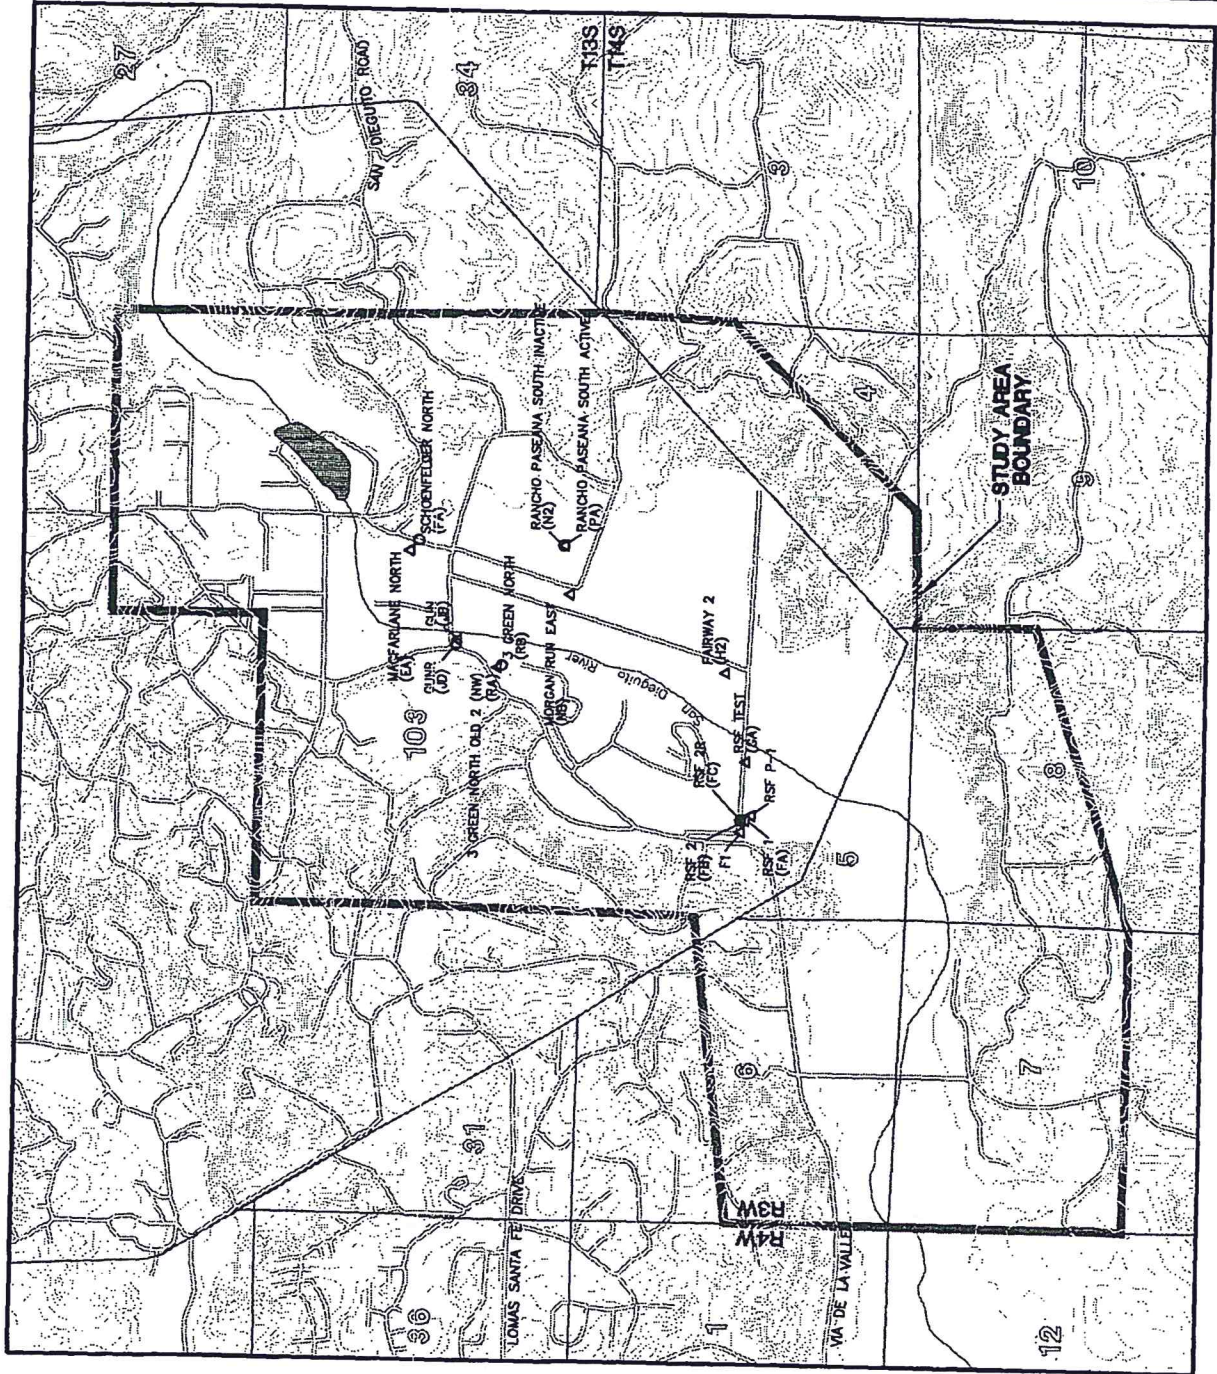 27
SAN DIEGUITO ROAD
34
T13S
T14S
3
10
SCHOENFELDER NORTH
(FA)
MACFARLANE NORTH
(EA)
GUNR
(JD)
GUN
(JB)
RANCHO PASEANA SOUTH INACTIVE
(N2)
RANCHO PASEANA SOUTH ACTIVE
(PA)
3 GREEN NORTH
(RB)
3 GREEN NORTH OLD 2 (NW)
(RA)
MORGAN RUN EAST
(NB)
103
FAIRWAY 2
(H2)
San Dieguito River
RSF TEST
(GA)
RSF 2R
(FC)
RSF P-1
RSF 2
(FB)
F1
RSF 1
(FA)
4
STUDY AREA
BOUNDARY
9
5
8
6
7
31
LOMAS SANTA FE DRIVE
R3W
R4W
36
1
VIA DE LA VALLE
12